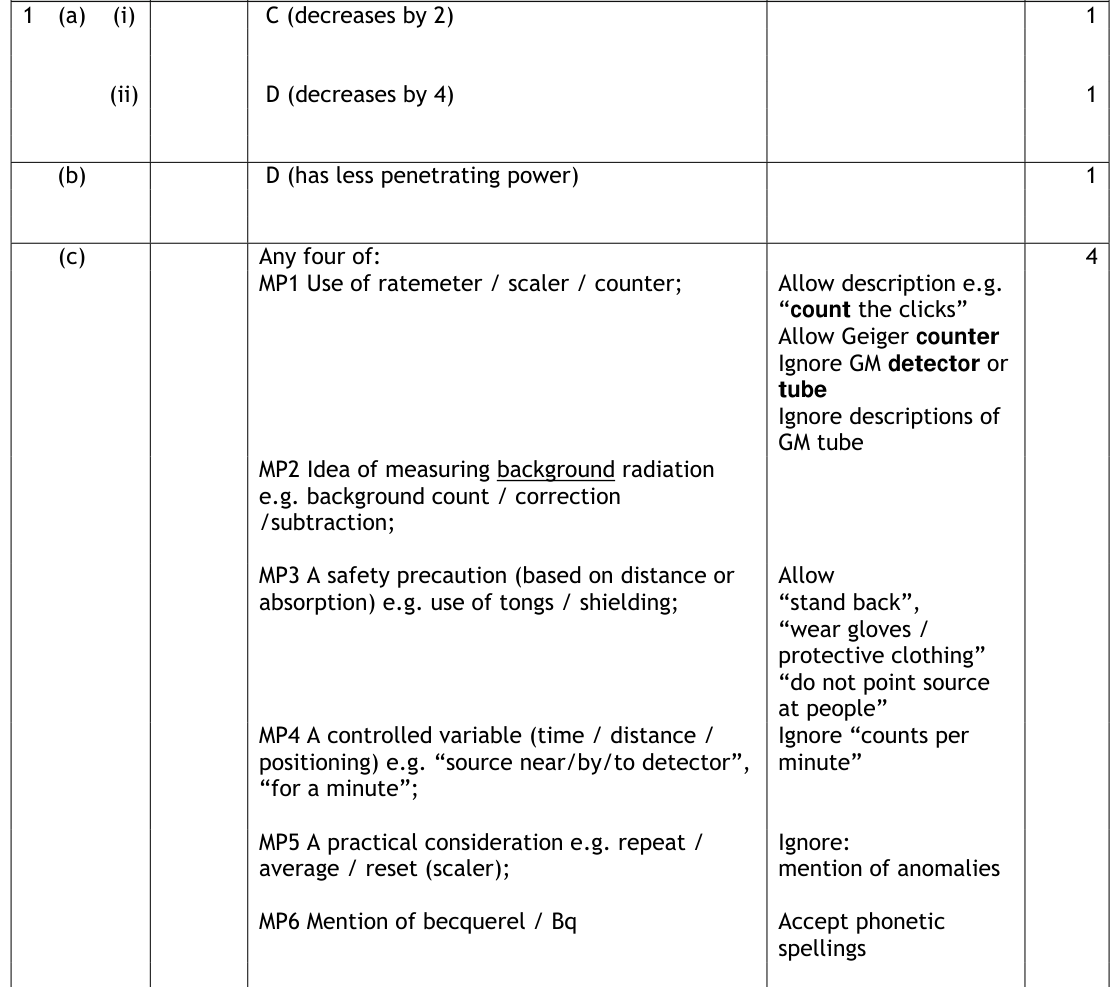 1 (a) (i) C (decreases by 2) 1
(ii) D (decreases by 4) 1
(b) D (has less penetrating power) 1
(c) Any four of: 4
MP1 Use of ratemeter / scaler / counter; Allow description e.g.
“count the clicks”
Allow Geiger counter
Ignore GM detector or
tube
Ignore descriptions of
GM tube
MP2 Idea of measuring background radiation
e.g. background count / correction
/subtraction;
MP3 A safety precaution (based on distance or Allow
absorption) e.g. use of tongs / shielding; “stand back”,
“wear gloves /
protective clothing”
“do not point source
at people”
MP4 A controlled variable (time / distance / Ignore “counts per
positioning) e.g. “source near/by/to detector”, minute”
“for a minute”;
MP5 A practical consideration e.g. repeat / Ignore:
average / reset (scaler); mention of anomalies
MP6 Mention of becquerel / Bq Accept phonetic
spellings